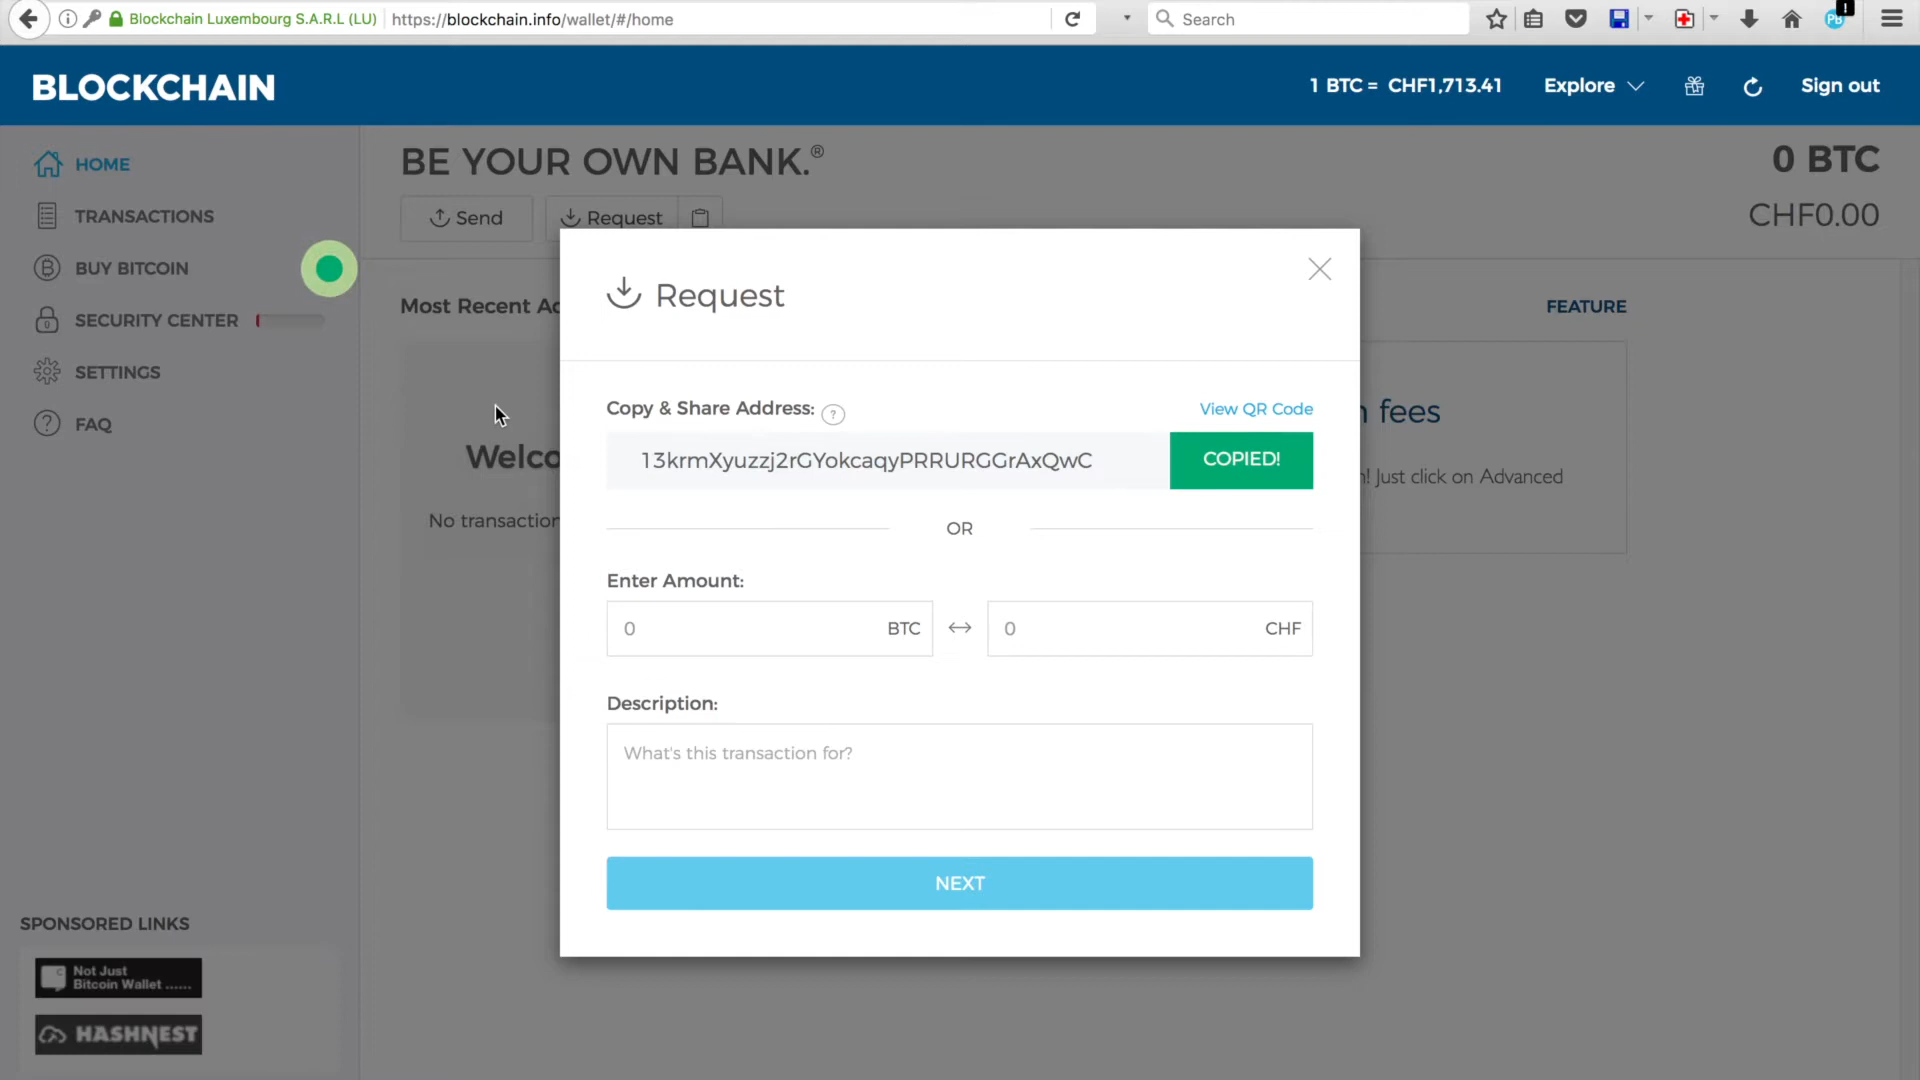 Blockchain Luxembourg S.A.R.L (LU)
https://blockchain.info/wallet/#/home
Search
PB
!
BLOCKCHAIN
1 BTC = CHF1,713.41
Explore
Sign out
HOME
TRANSACTIONS
BUY BITCOIN
SECURITY CENTER
SETTINGS
FAQ
BE YOUR OWN BANK.®
0 BTC
CHF0.00
Send
Request
Most Recent Ac
FEATURE
Welco
No transaction
n fees
n! Just click on Advanced
Request
Copy & Share Address: ?
View QR Code
13krmXyuzzj2rGYokcaqyPRRURGGrAxQwC
COPIED!
OR
Enter Amount:
0 BTC
0 CHF
Description:
What's this transaction for?
NEXT
SPONSORED LINKS
Not Just
Bitcoin Wallet ......
HASHNEST